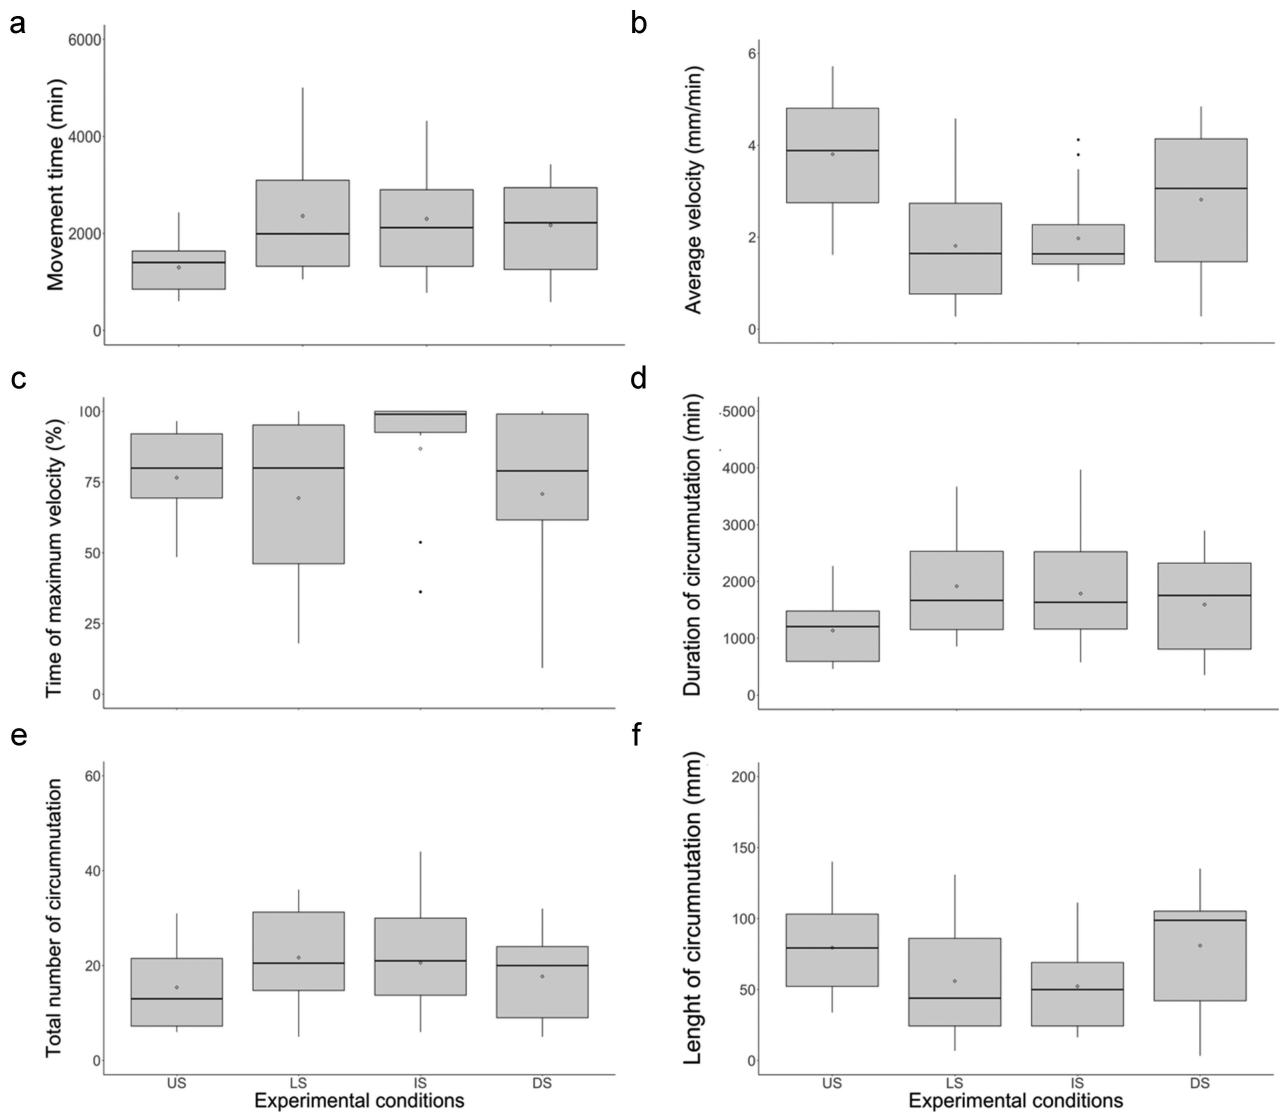 a
Movement time (min)
6000
4000
2000
0
b
Average velocity (mm/min)
6
4
2
0
c
Time of maximum velocity (%)
100
75
50
25
0
d
Duration of circumnutation (min)
5000
4000
3000
2000
1000
0
e
Total number of circumnutation
60
40
20
0
US LS IS DS
Experimental conditions
f
Lenght of circumnutation (mm)
200
150
100
50
0
US LS IS DS
Experimental conditions